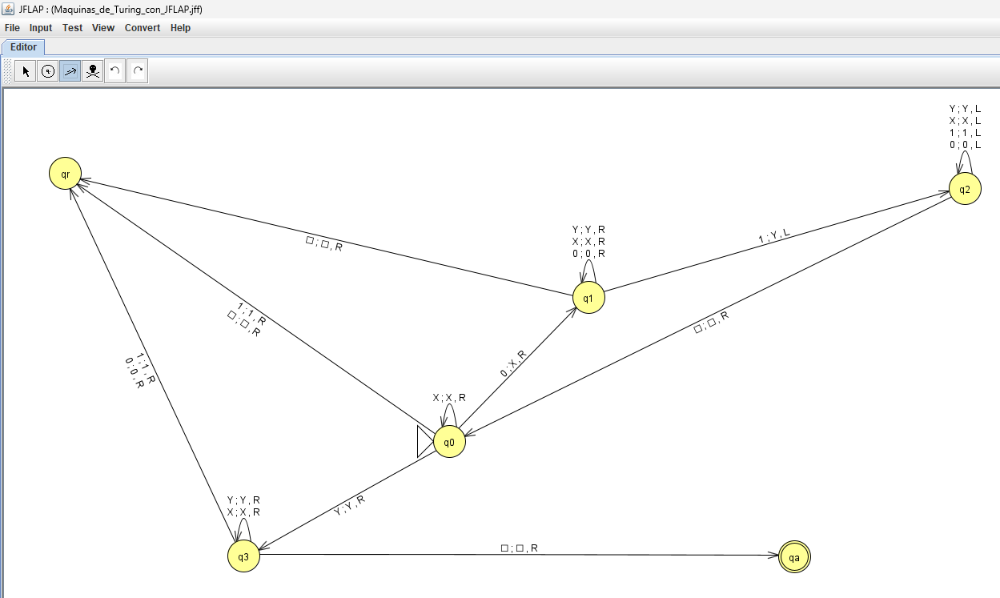 JFLAP : (Maquinas_de_Turing_con_JFLAP.jff)
File Input Test View Convert Help
Editor
Y ; Y , L
X ; X , L
1 ; 1 , L
0 ; 0 , L
qr
q2
Y ; Y , R
X ; X , R
0 ; 0 , R
1 ; Y , L
□ ; □ , R
q1
1 ; 1 , R
□ ; □ , R
□ ; □ , R
1 ; 1 , R
0 ; 0 , R
0 ; X , R
X ; X , R
q0
Y ; Y , R
X ; X , R
Y ; Y , R
□ ; □ , R
q3
qa